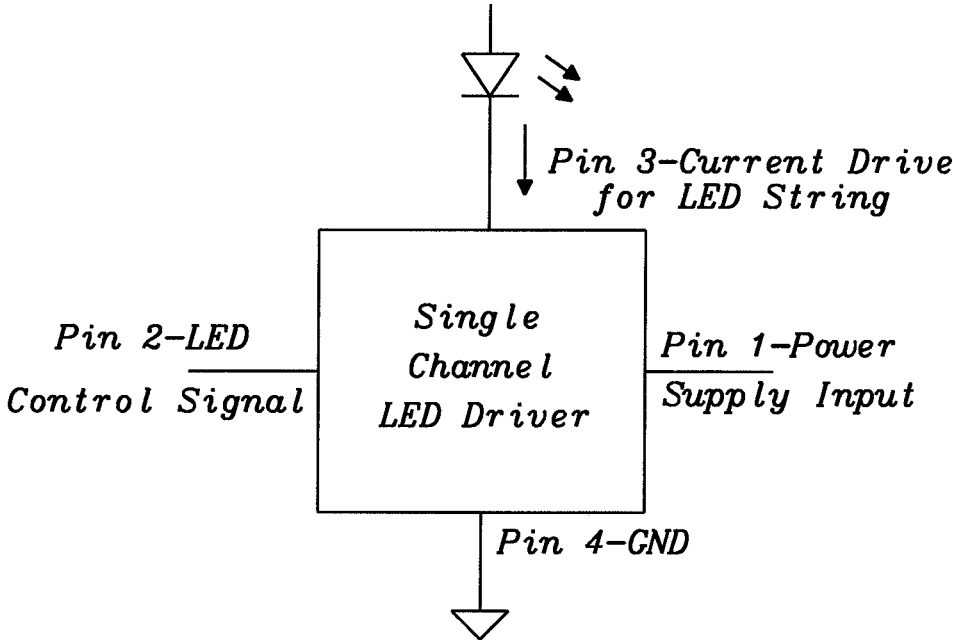 Pin 3-Current Drive
for LED String
Single
Channel
LED Driver
Pin 2-LED
Control Signal
Pin 1-Power
Supply Input
Pin 4-GND